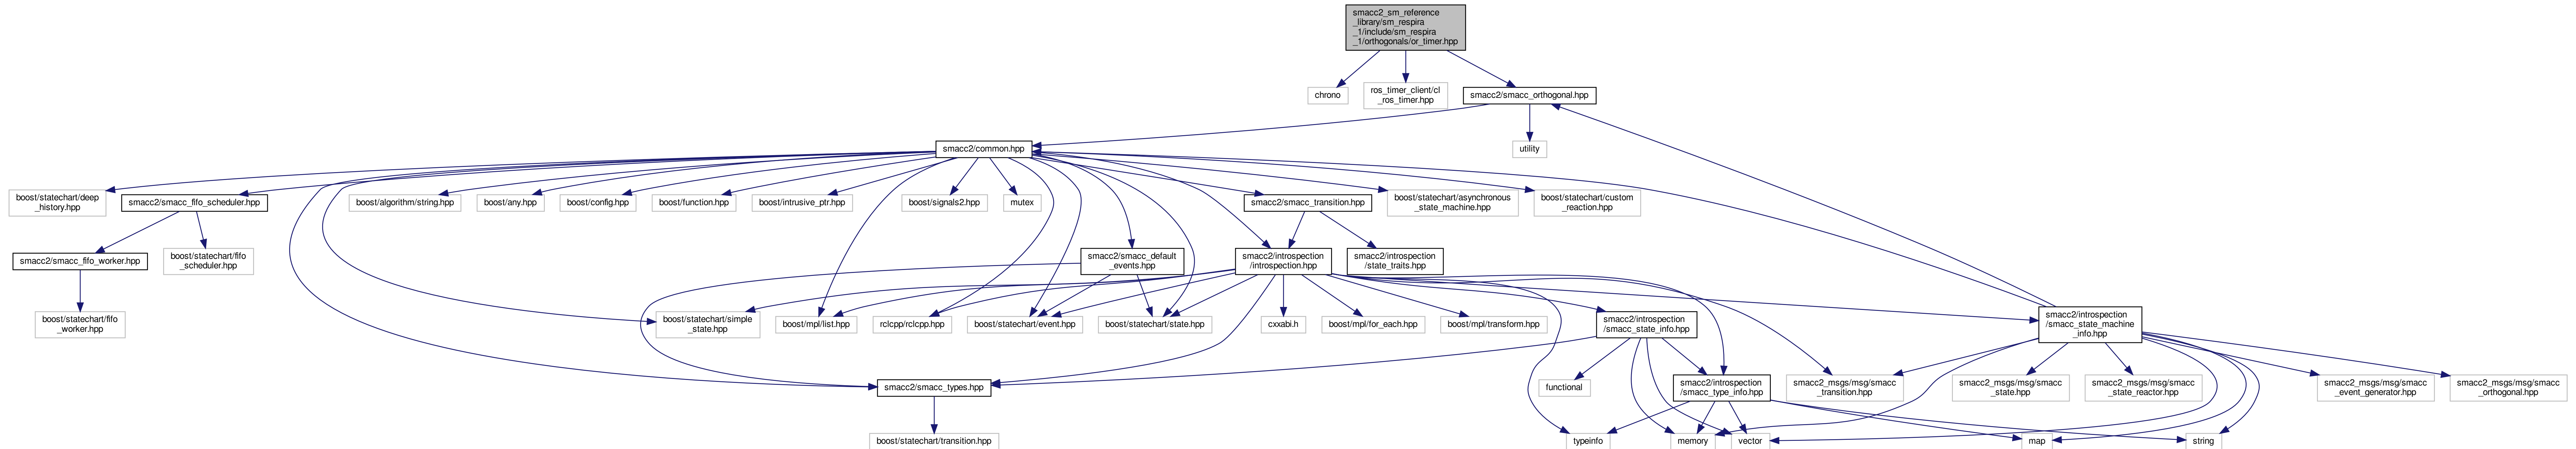 smacc2_sm_reference
_library/sm_respira
_1/include/sm_respira
_1/orthogonals/or_timer.hpp
chrono
ros_timer_client/cl
_ros_timer.hpp
smacc2/smacc_orthogonal.hpp
smacc2/common.hpp
utility
boost/statechart/deep
_history.hpp
smacc2/smacc_fifo_scheduler.hpp
boost/algorithm/string.hpp
boost/any.hpp
boost/config.hpp
boost/function.hpp
boost/intrusive_ptr.hpp
boost/signals2.hpp
mutex
smacc2/smacc_transition.hpp
boost/statechart/asynchronous
_state_machine.hpp
boost/statechart/custom
_reaction.hpp
smacc2/smacc_fifo_worker.hpp
boost/statechart/fifo
_scheduler.hpp
smacc2/smacc_default
_events.hpp
smacc2/introspection
/introspection.hpp
smacc2/introspection
/state_traits.hpp
boost/statechart/fifo
_worker.hpp
boost/statechart/simple
_state.hpp
boost/mpl/list.hpp
rclcpp/rclcpp.hpp
boost/statechart/event.hpp
boost/statechart/state.hpp
cxxabi.h
boost/mpl/for_each.hpp
boost/mpl/transform.hpp
smacc2/introspection
/smacc_state_info.hpp
smacc2/introspection
/smacc_state_machine
_info.hpp
smacc2/smacc_types.hpp
functional
smacc2/introspection
/smacc_type_info.hpp
smacc2_msgs/msg/smacc
_transition.hpp
smacc2_msgs/msg/smacc
_state.hpp
smacc2_msgs/msg/smacc
_state_reactor.hpp
smacc2_msgs/msg/smacc
_event_generator.hpp
smacc2_msgs/msg/smacc
_orthogonal.hpp
boost/statechart/transition.hpp
typeinfo
memory
vector
map
string